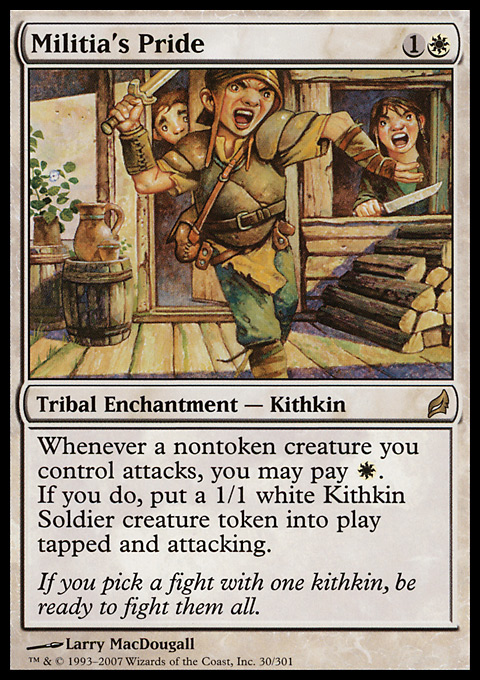 Militia's Pride 1
Tribal Enchantment — Kithkin
Whenever a nontoken creature you
control attacks, you may pay .
If you do, put a 1/1 white Kithkin
Soldier creature token into play
tapped and attacking.
If you pick a fight with one kithkin, be
ready to fight them all.
Larry MacDougall
™ & © 1993–2007 Wizards of the Coast, Inc. 30/301